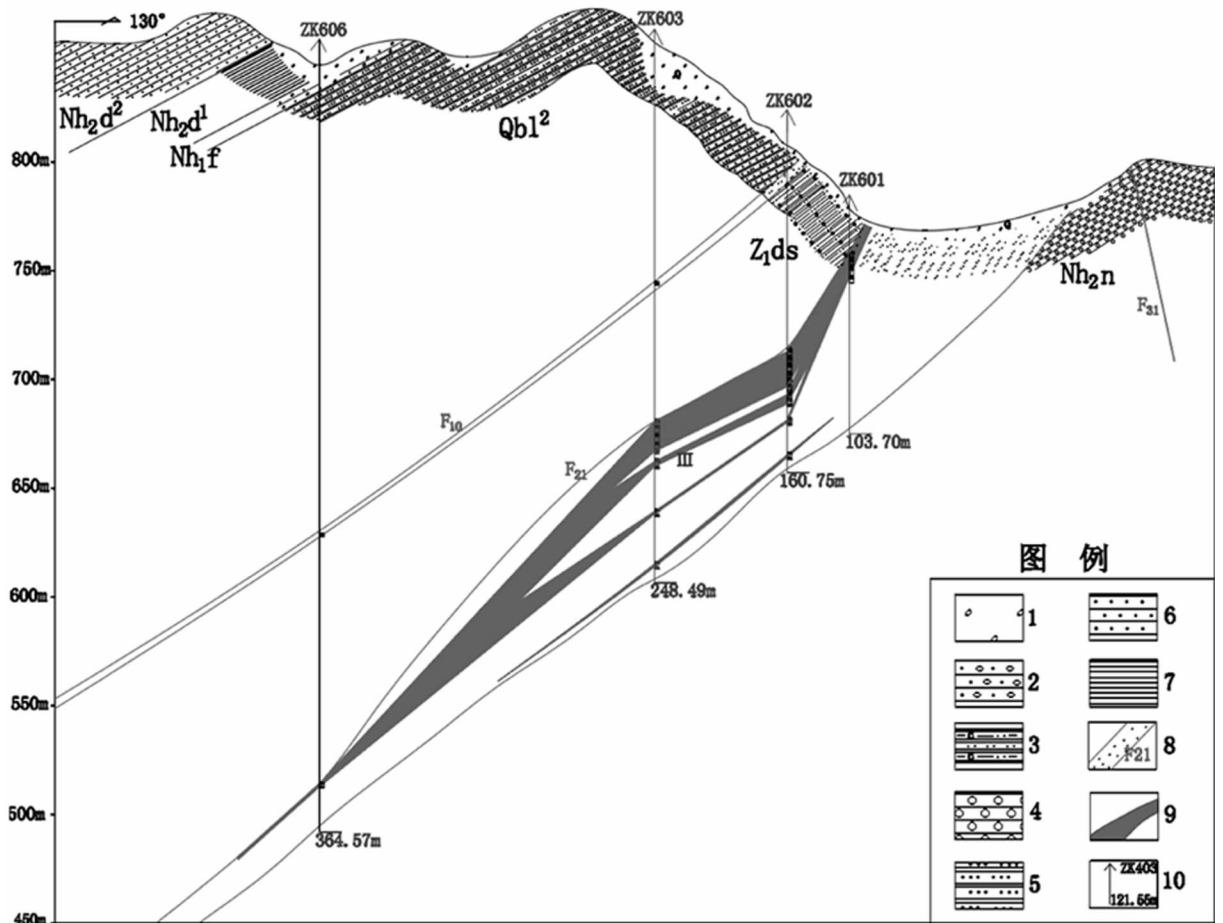 130°
ZK606
ZK603
ZK602
ZK601
Nh₂d²
Nh₂d¹
Nh₁f
Qbl²
Z₁ds
Nh₂n
F₃₁
800m
750m
700m
650m
600m
550m
500m
450m
F₁₀
F₂₁
III
103.70m
160.75m
248.49m
364.57m
图 例
1
2
3
4
5
6
7
F21
8
9
ZK403
121.55m
10